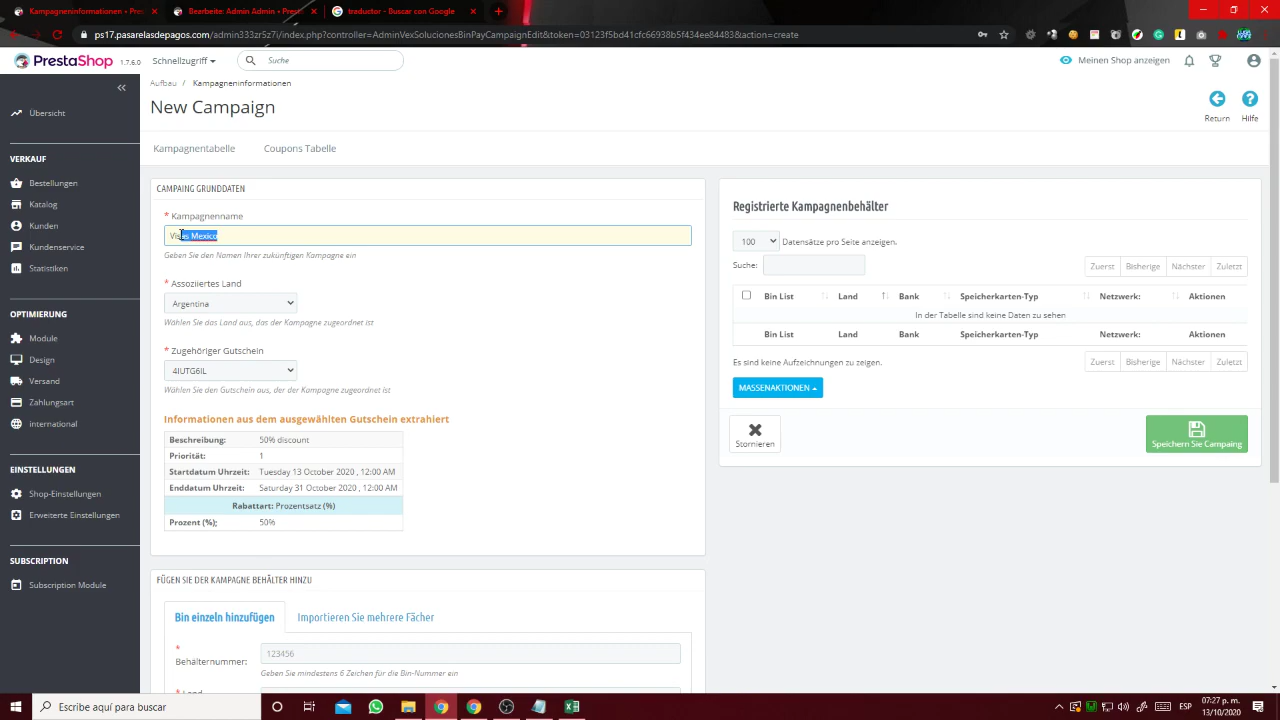 Kampagneninformationen • Pres
Bearbeite: Admin Admin • Presta
traductor - Buscar con Google
ps17.pasarelasdepagos.com/admin333zr5z7i/index.php?controller=AdminVexSolucionesBinPayCampaignEdit&token=03123f5bd41cfc66938b5f434ee84483&action=create
PrestaShop 1.7.6.0
Schnellzugriff
Suche
Meinen Shop anzeigen
Aufbau / Kampagneninformationen
New Campaign
Return
Hilfe
Kampagnentabelle
Coupons Tabelle
Übersicht
VERKAUF
Bestellungen
Katalog
Kunden
Kundenservice
Statistiken
OPTIMIERUNG
Module
Design
Versand
Zahlungsart
international
EINSTELLUNGEN
Shop-Einstellungen
Erweiterte Einstellungen
SUBSCRIPTION
Subscription Module
CAMPAING GRUNDDATEN
* Kampagnenname
Visas Mexico
Geben Sie den Namen Ihrer zukünftigen Kampagne ein
* Assoziiertes Land
Argentina
Wählen Sie das Land aus, das der Kampagne zugeordnet ist
* Zugehöriger Gutschein
4IUTG6IL
Wählen Sie den Gutschein aus, der der Kampagne zugeordnet ist
Informationen aus dem ausgewählten Gutschein extrahiert
Beschreibung: 50% discount
Priorität: 1
Startdatum Uhrzeit: Tuesday 13 October 2020 , 12:00 AM
Enddatum Uhrzeit: Saturday 31 October 2020 , 12:00 AM
Rabattart: Prozentsatz (%)
Prozent (%); 50%
FÜGEN SIE DER KAMPAGNE BEHÄLTER HINZU
Bin einzeln hinzufügen
Importieren Sie mehrere Fächer
* Behälternummer:
123456
Geben Sie mindestens 6 Zeichen für die Bin-Nummer ein
* Land
Registrierte Kampagnenbehälter
100 Datensätze pro Seite anzeigen.
Suche:
Zuerst Bisherige Nächster Zuletzt
Bin List Land Bank Speicherkarten-Typ Netzwerk: Aktionen
In der Tabelle sind keine Daten zu sehen
Bin List Land Bank Speicherkarten-Typ Netzwerk: Aktionen
Es sind keine Aufzeichnungen zu zeigen.
Zuerst Bisherige Nächster Zuletzt
MASSENAKTIONEN
Stornieren
Speichern Sie Campaing
Escribe aquí para buscar
ESP
07:27 p. m.
13/10/2020